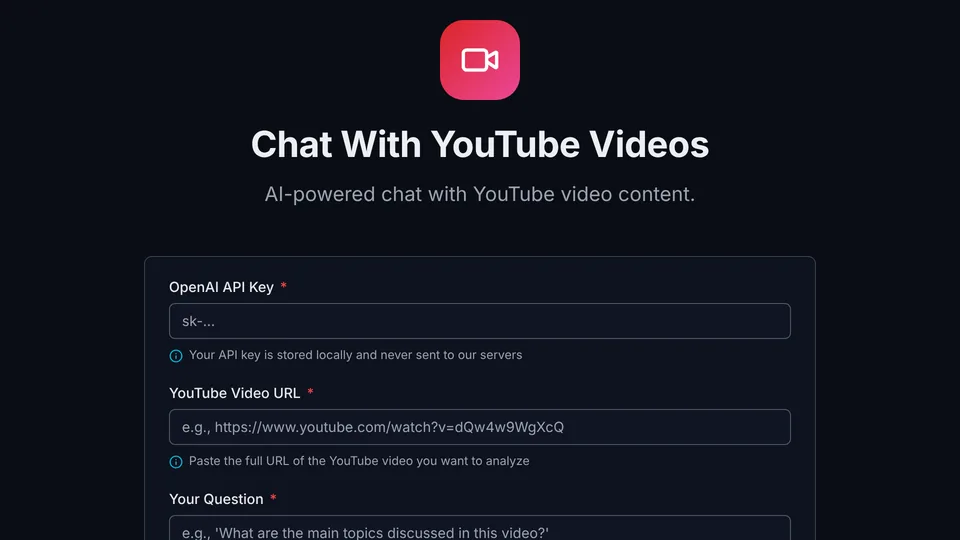 Chat With YouTube Videos
AI-powered chat with YouTube video content.
OpenAI API Key *
sk-...
Your API key is stored locally and never sent to our servers
YouTube Video URL *
e.g., https://www.youtube.com/watch?v=dQw4w9WgXcQ
Paste the full URL of the YouTube video you want to analyze
Your Question *
e.g., 'What are the main topics discussed in this video?'